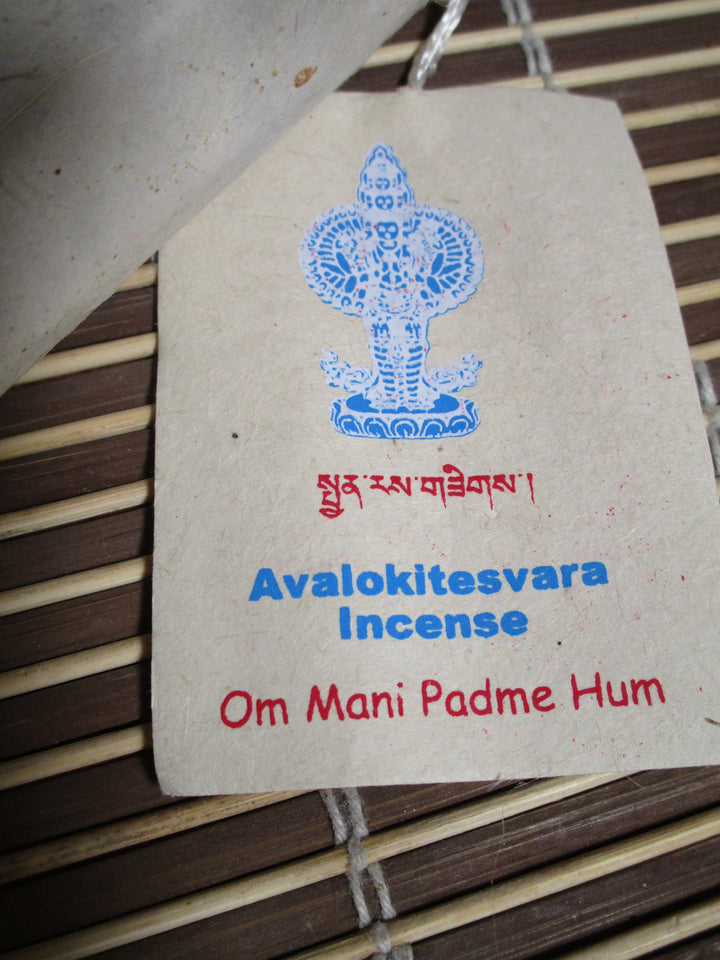 སྤྱན་རས་གཟིགས་།
Avalokitesvara
Incense
Om Mani Padme Hum